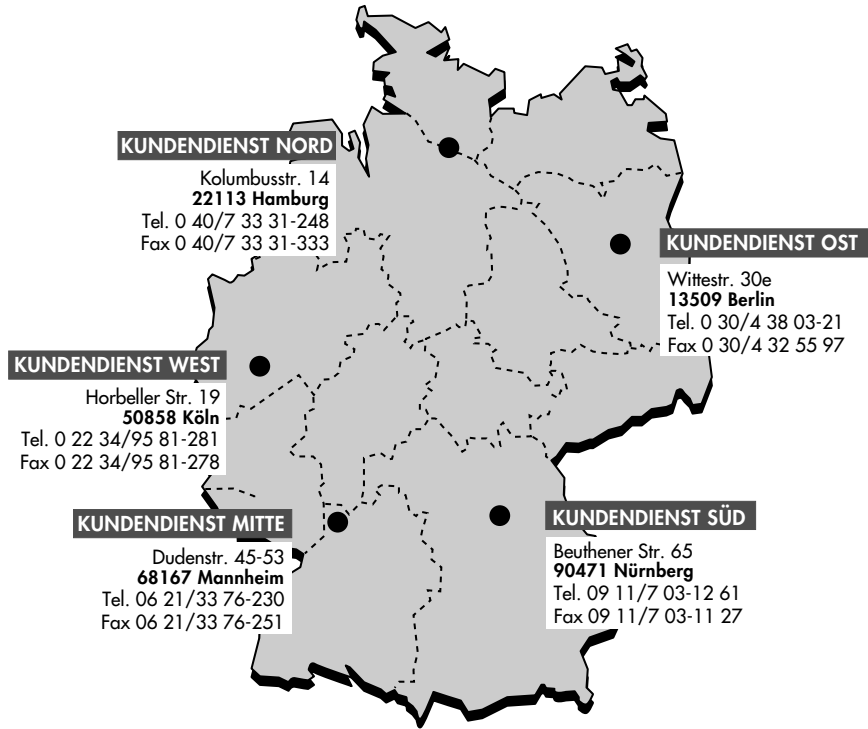 KUNDENDIENST NORD
Kolumbusstr. 14
22113 Hamburg
Tel. 0 40/7 33 31-248
Fax 0 40/7 33 31-333
KUNDENDIENST OST
Wittestr. 30e
13509 Berlin
Tel. 0 30/4 38 03-21
Fax 0 30/4 32 55 97
KUNDENDIENST WEST
Horbeller Str. 19
50858 Köln
Tel. 0 22 34/95 81-281
Fax 0 22 34/95 81-278
KUNDENDIENST MITTE
Dudenstr. 45-53
68167 Mannheim
Tel. 06 21/33 76-230
Fax 06 21/33 76-251
KUNDENDIENST SÜD
Beuthener Str. 65
90471 Nürnberg
Tel. 09 11/7 03-12 61
Fax 09 11/7 03-11 27